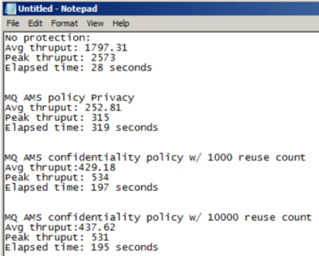 Untitled - Notepad
File Edit Format View Help
No protection:
Avg thruput: 1797.31
Peak thruput: 2573
Elapsed time: 28 seconds
MQ AMS policy Privacy
Avg thruput: 252.81
Peak thruput: 315
Elapsed time: 319 seconds
MQ AMS confidentiality policy w/ 1000 reuse count
Avg thruput:429.18
Peak thruput: 534
Elapsed time: 197 seconds
MQ AMS confidentiality policy w/ 10000 reuse count
Avg thruput:437.62
Peak thruput: 531
Elapsed time: 195 seconds